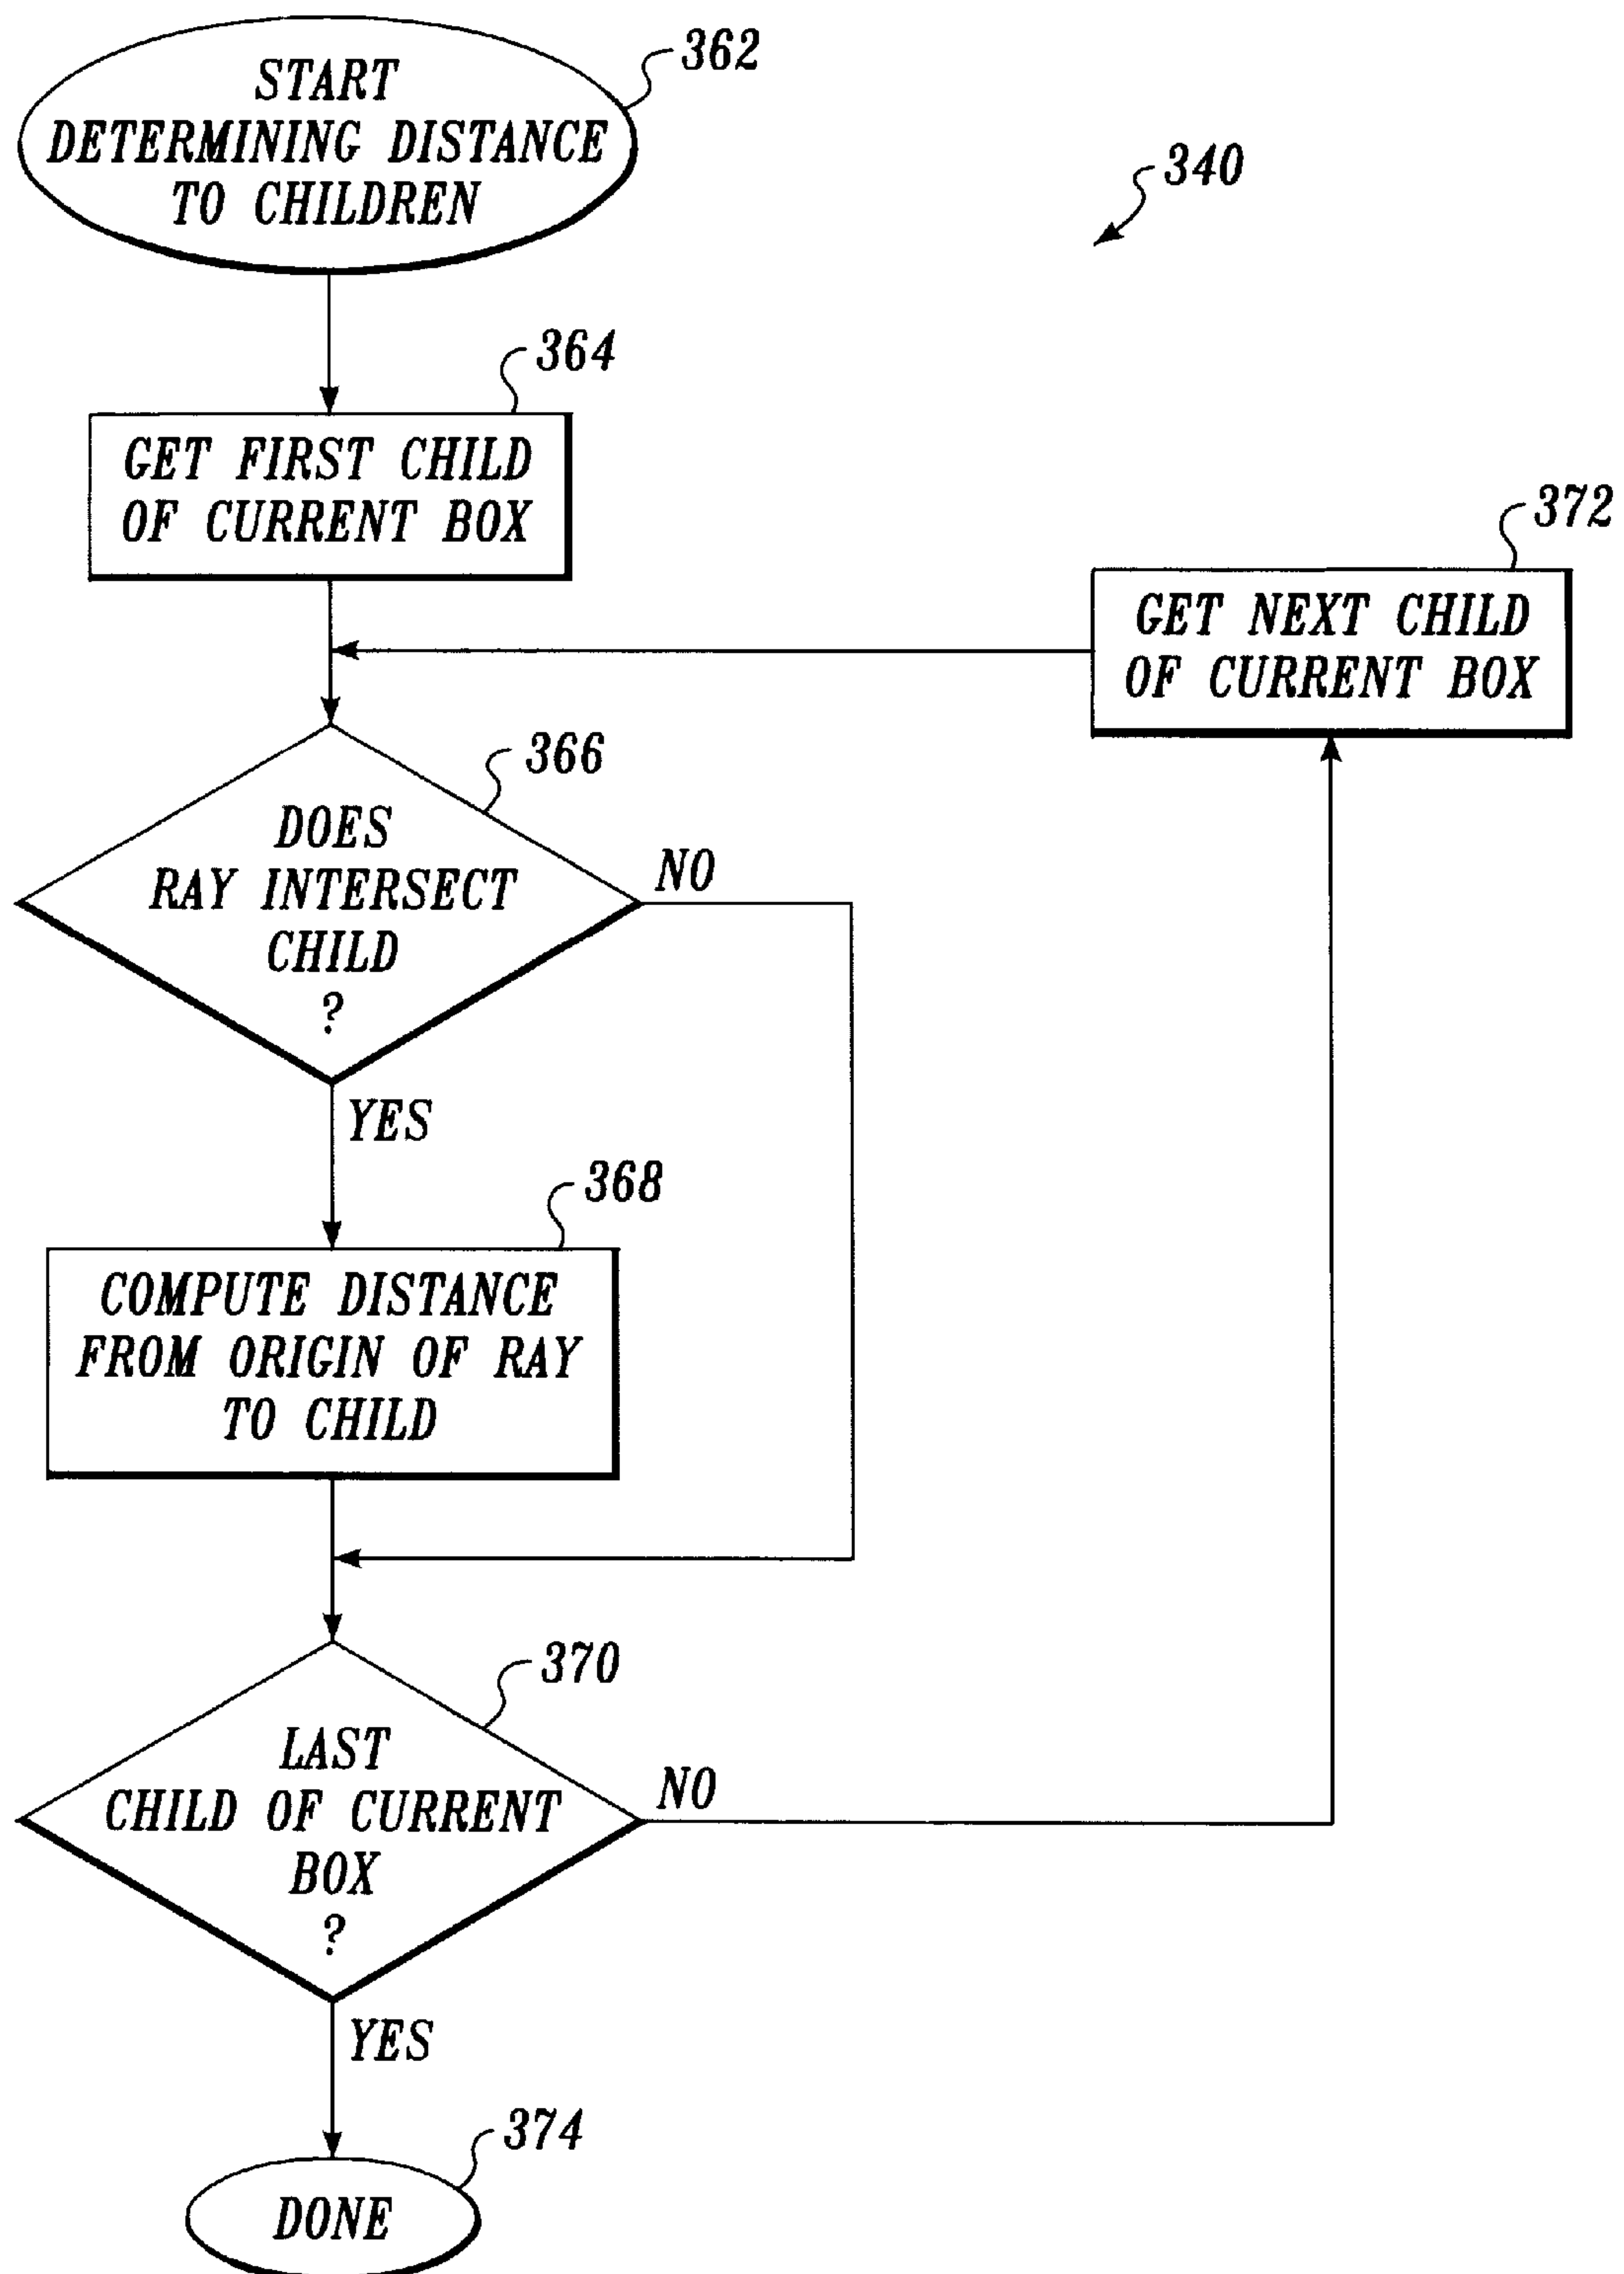 START
DETERMINING DISTANCE
TO CHILDREN
362
340
364
GET FIRST CHILD
OF CURRENT BOX
372
GET NEXT CHILD
OF CURRENT BOX
366
DOES
RAY INTERSECT
CHILD
?
NO
YES
368
COMPUTE DISTANCE
FROM ORIGIN OF RAY
TO CHILD
370
LAST
CHILD OF CURRENT
BOX
?
NO
YES
374
DONE